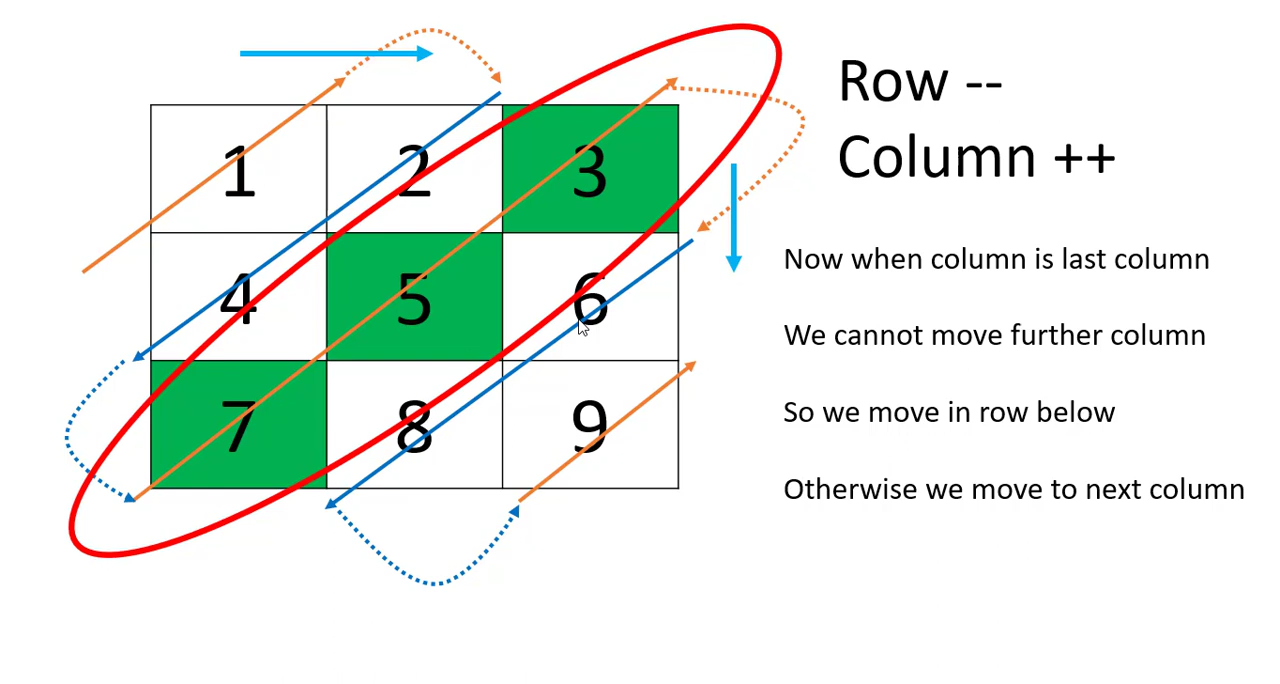 Row --
Column ++
1 2 3
4 5 6
7 8 9
Now when column is last column
We cannot move further column
So we move in row below
Otherwise we move to next column